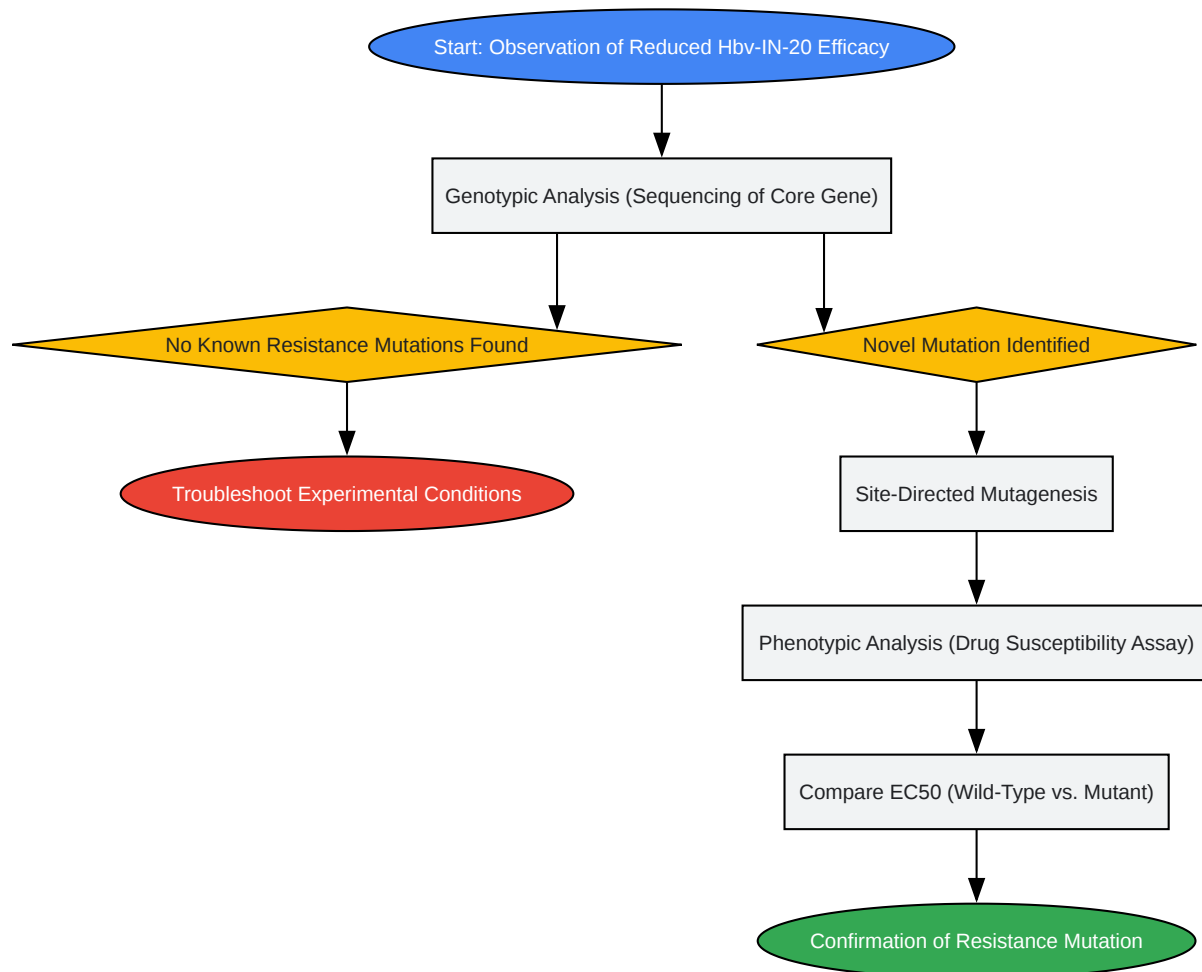 Start: Observation of Reduced Hbv-IN-20 Efficacy
Genotypic Analysis (Sequencing of Core Gene)
No Known Resistance Mutations Found
Novel Mutation Identified
Troubleshoot Experimental Conditions
Site-Directed Mutagenesis
Phenotypic Analysis (Drug Susceptibility Assay)
Compare EC50 (Wild-Type vs. Mutant)
Confirmation of Resistance Mutation